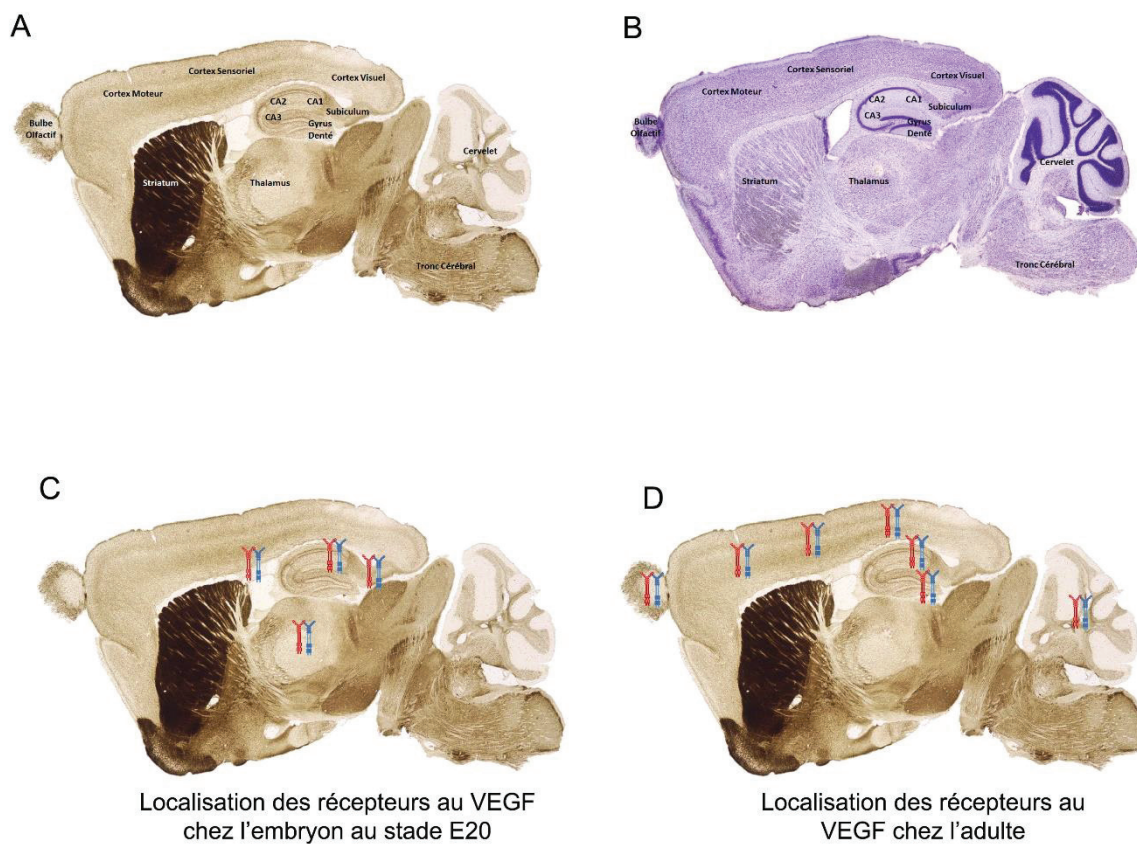 A
Cortex Sensoriel
Cortex Visuel
Cortex Moteur
CA2
CA1
Subiculum
CA3
Gyrus
Denté
Bulbe
Olfactif
Cervelet
Striatum
Thalamus
Tronc Cérébral
B
Cortex Sensoriel
Cortex Visuel
Cortex Moteur
CA2
CA1
Subiculum
CA3
Gyrus
Denté
Bulbe
Olfactif
Cervelet
Striatum
Thalamus
Tronc Cérébral
C
Localisation des récepteurs au VEGF
chez l'embryon au stade E20
D
Localisation des récepteurs au
VEGF chez l'adulte